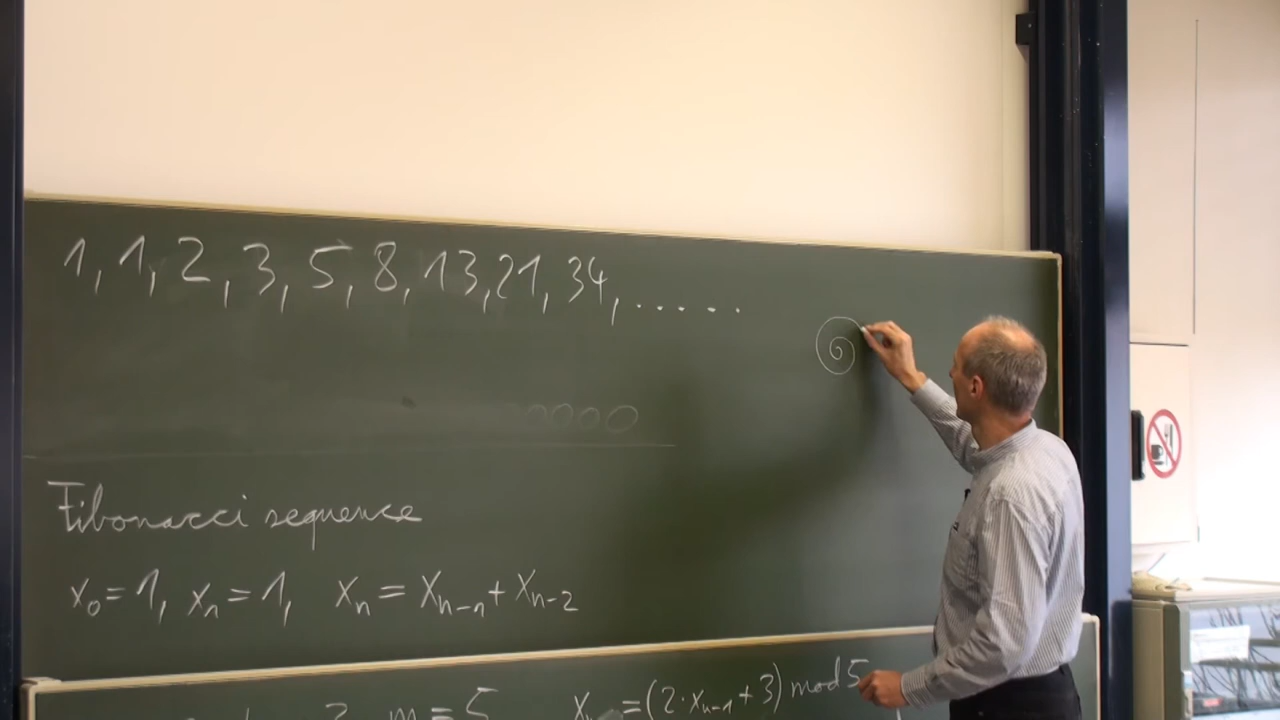 1, 1, 2, 3, 5, 8, 13, 21, 34, .....
Fibonacci sequence
x₀ = 1, x₁ = 1, xₙ = xₙ₋₁ + xₙ₋₂
m = 5 xₙ = (2·xₙ₋₁ + 3) mod 5